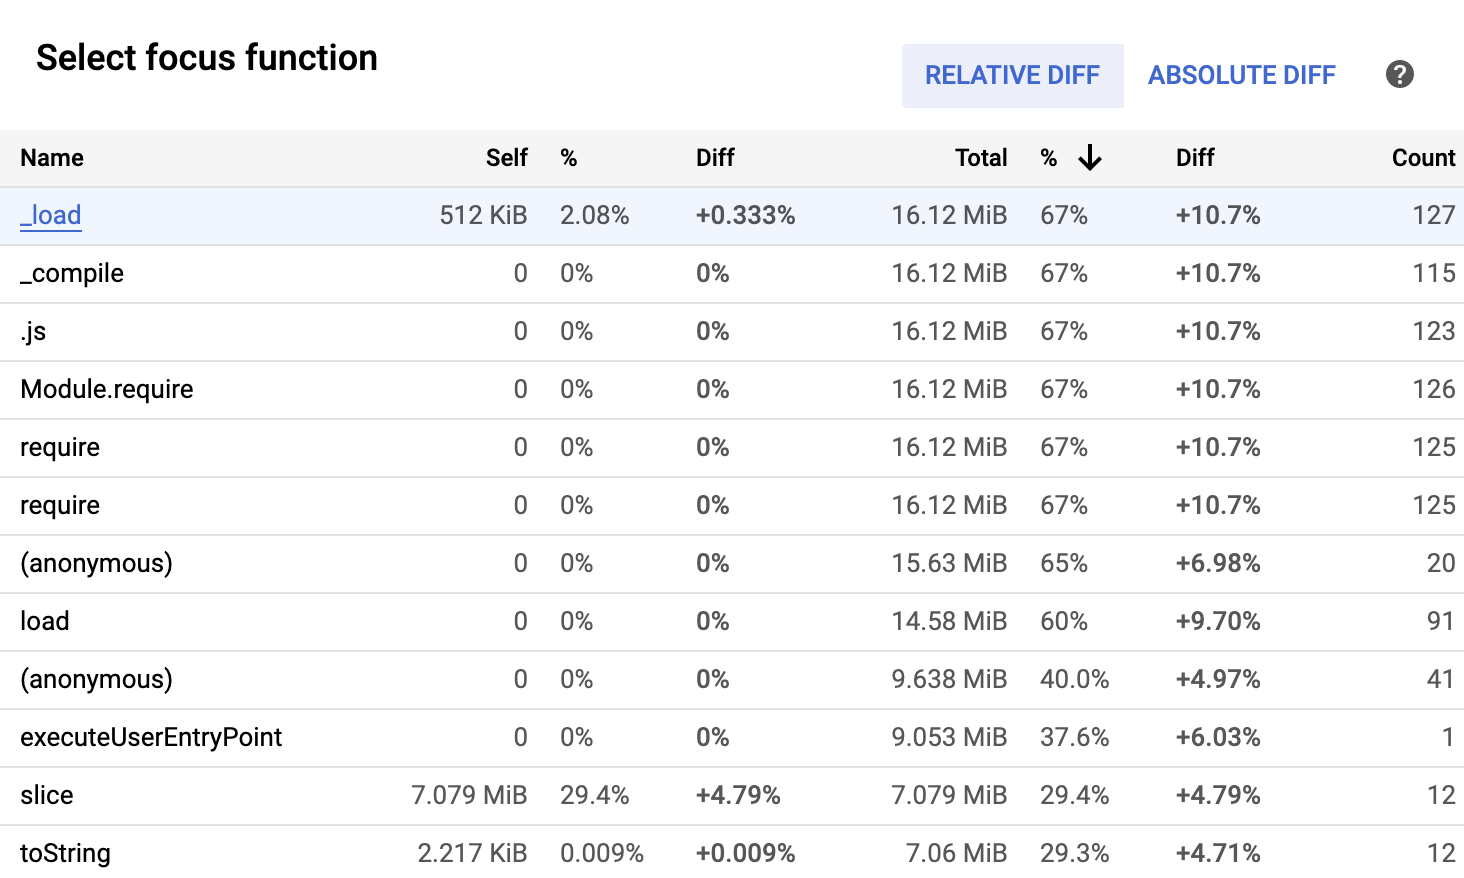 Select focus function
RELATIVE DIFF ABSOLUTE DIFF ?
Name Self % Diff Total % ↓ Diff Count
_load 512 KiB 2.08% +0.333% 16.12 MiB 67% +10.7% 127
_compile 0 0% 0% 16.12 MiB 67% +10.7% 115
.js 0 0% 0% 16.12 MiB 67% +10.7% 123
Module.require 0 0% 0% 16.12 MiB 67% +10.7% 126
require 0 0% 0% 16.12 MiB 67% +10.7% 125
require 0 0% 0% 16.12 MiB 67% +10.7% 125
(anonymous) 0 0% 0% 15.63 MiB 65% +6.98% 20
load 0 0% 0% 14.58 MiB 60% +9.70% 91
(anonymous) 0 0% 0% 9.638 MiB 40.0% +4.97% 41
executeUserEntryPoint 0 0% 0% 9.053 MiB 37.6% +6.03% 1
slice 7.079 MiB 29.4% +4.79% 7.079 MiB 29.4% +4.79% 12
toString 2.217 KiB 0.009% +0.009% 7.06 MiB 29.3% +4.71% 12